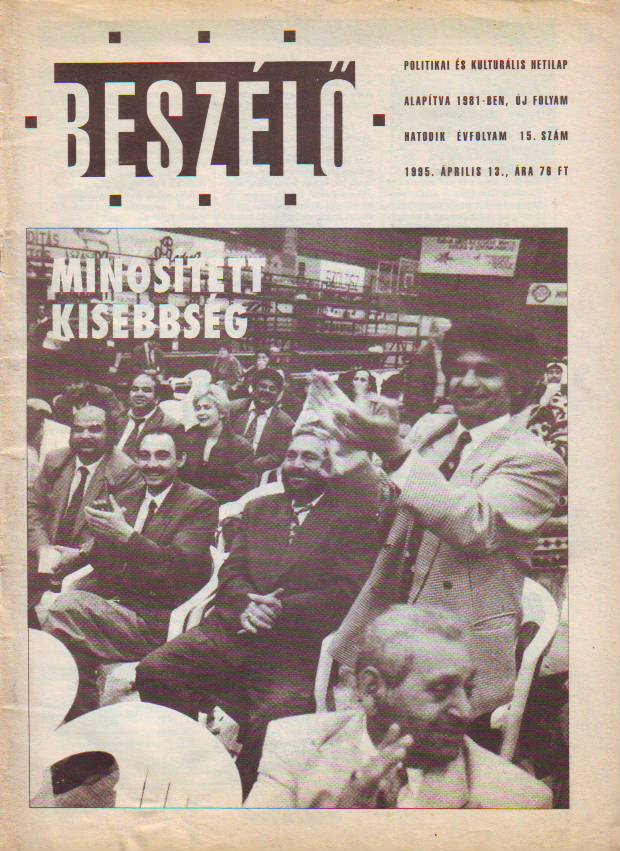 BESZÉLŐ
POLITIKAI ÉS KULTURÁLIS HETILAP
ALAPÍTVA 1981-BEN, ÚJ FOLYAM
HATODIK ÉVFOLYAM 15. SZÁM
1995. ÁPRILIS 13., ÁRA 76 FT
MINŐSÍTETT
KISEBBSÉG